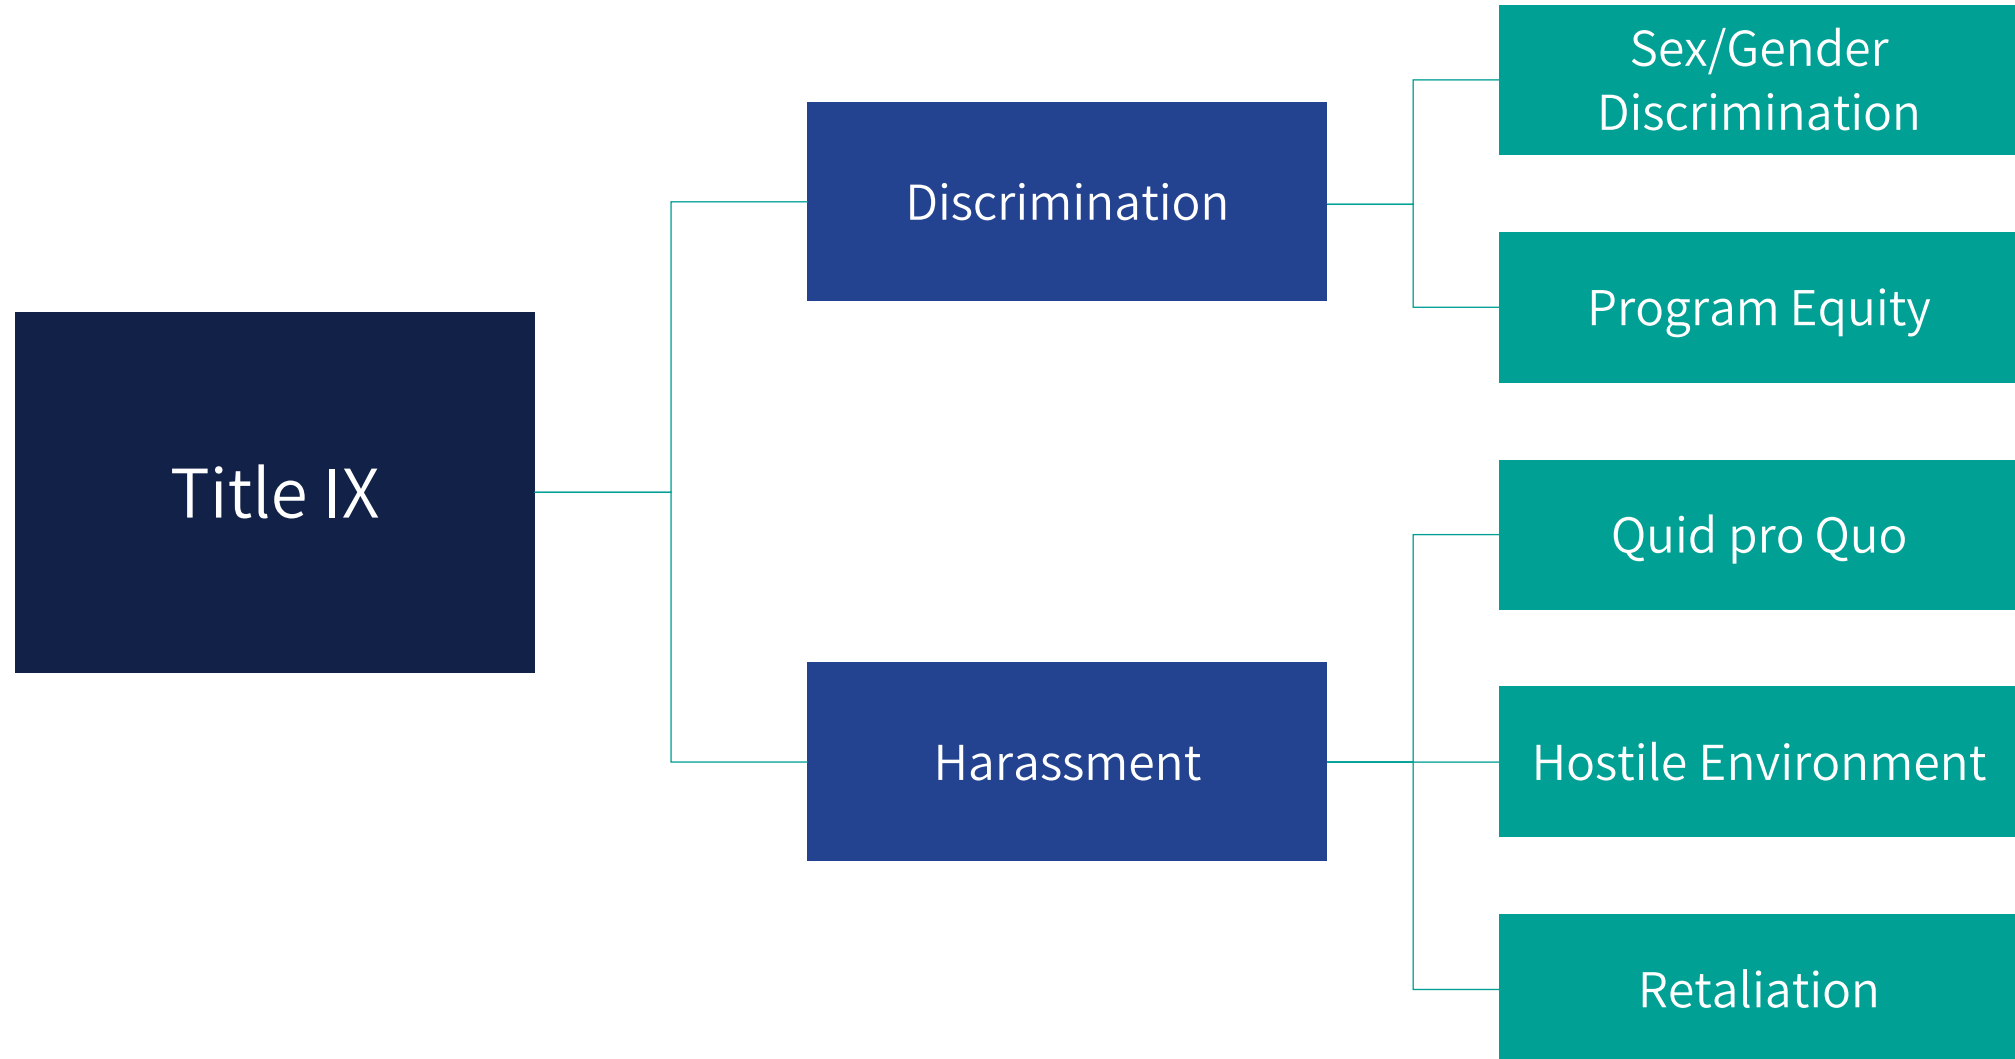 Title IX
Discrimination
Sex/Gender
Discrimination
Program Equity
Harassment
Quid pro Quo
Hostile Environment
Retaliation